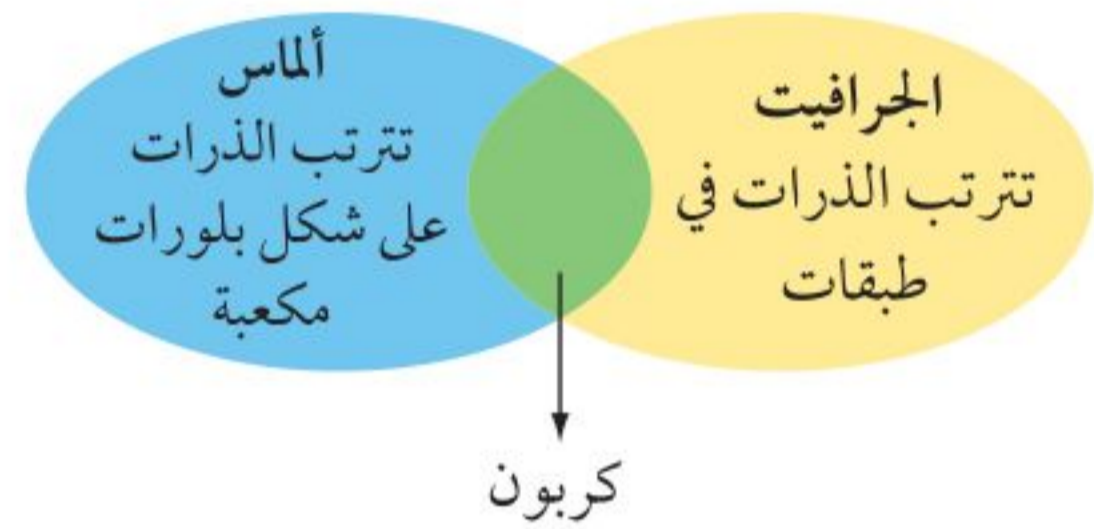 الجرافيت
تترتب الذرات في
طبقات
ألماس
تترتب الذرات
على شكل بلورات
مكعبة
كربون